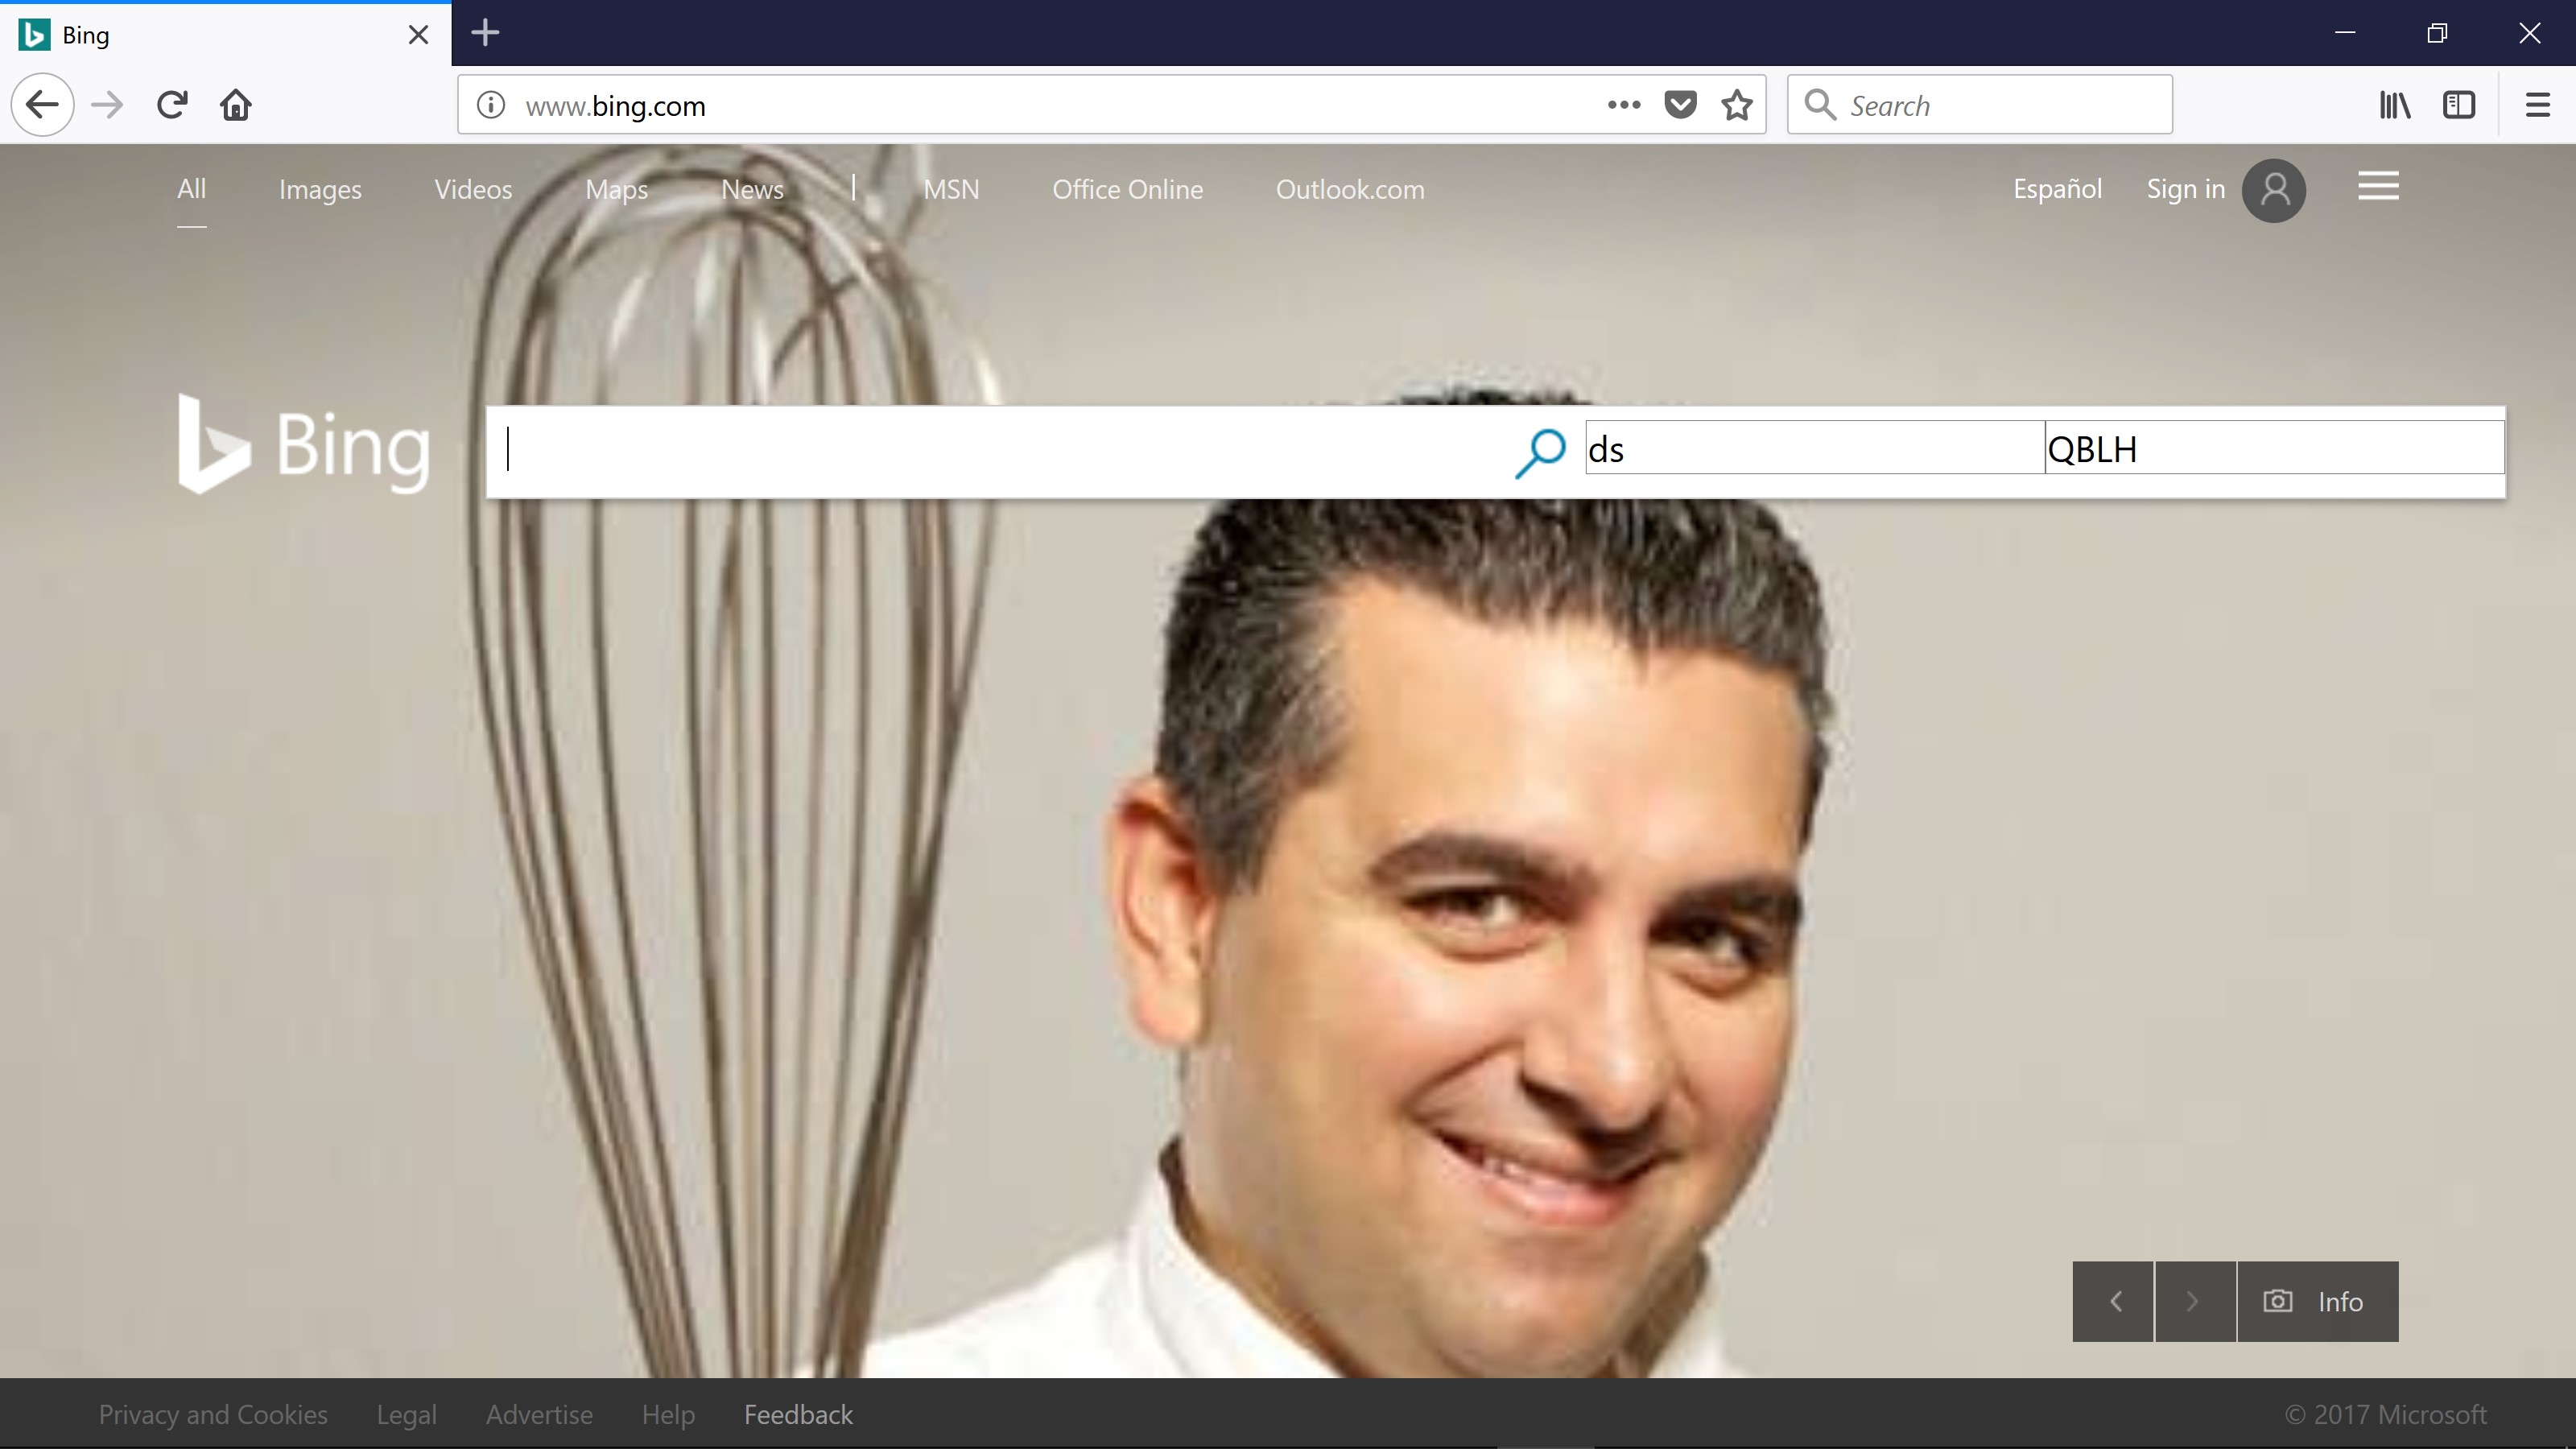 Bing
www.bing.com
Search
All Images Videos Maps News | MSN Office Online Outlook.com Español Sign in
Bing
ds QBLH
Info
Privacy and Cookies Legal Advertise Help Feedback © 2017 Microsoft